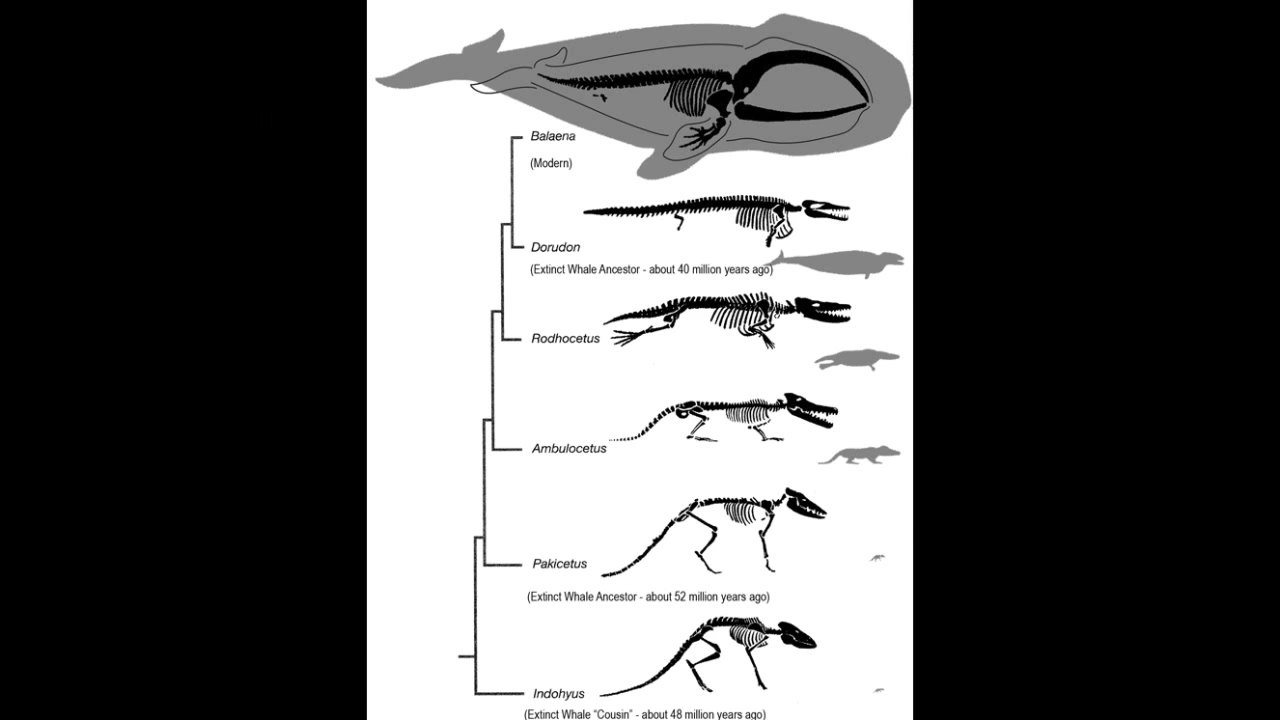 Balaena
(Modern)
Dorudon
(Extinct Whale Ancestor - about 40 million years ago)
Rodhocetus
Ambulocetus
Pakicetus
(Extinct Whale Ancestor - about 52 million years ago)
Indohyus
(Extinct Whale “Cousin” - about 48 million years ago)